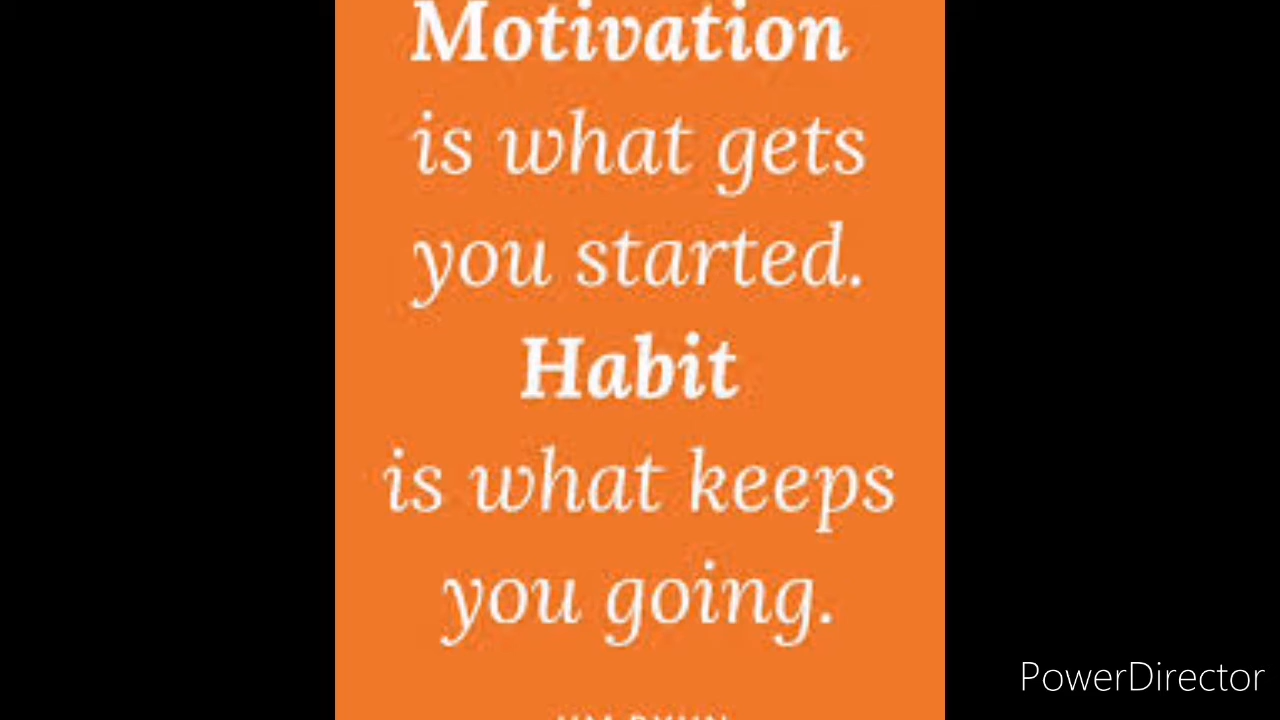 Motivation
is what gets
you started.
Habit
is what keeps
you going.
PowerDirector